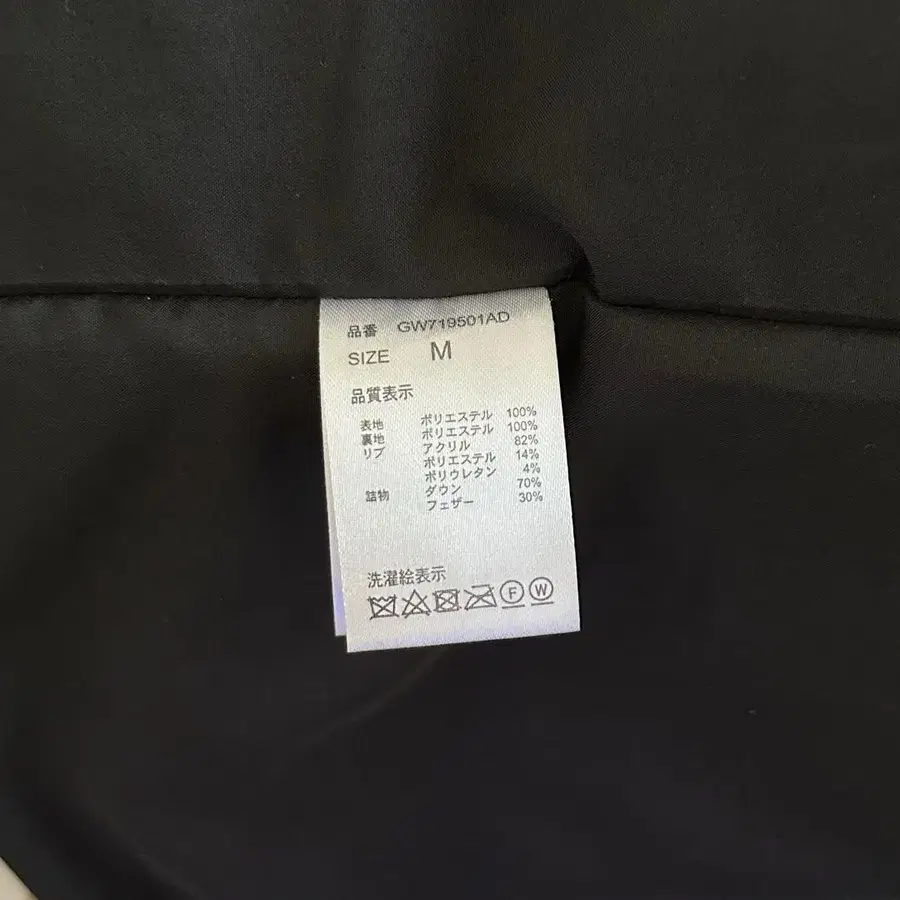 品番 GW719501AD
SIZE M
品質表示
表地 ポリエステル 100%
裏地 ポリエステル 100%
リブ アクリル 82%
ポリエステル 14%
ポリウレタン 4%
詰物 ダウン 70%
フェザー 30%
洗濯絵表示
F W